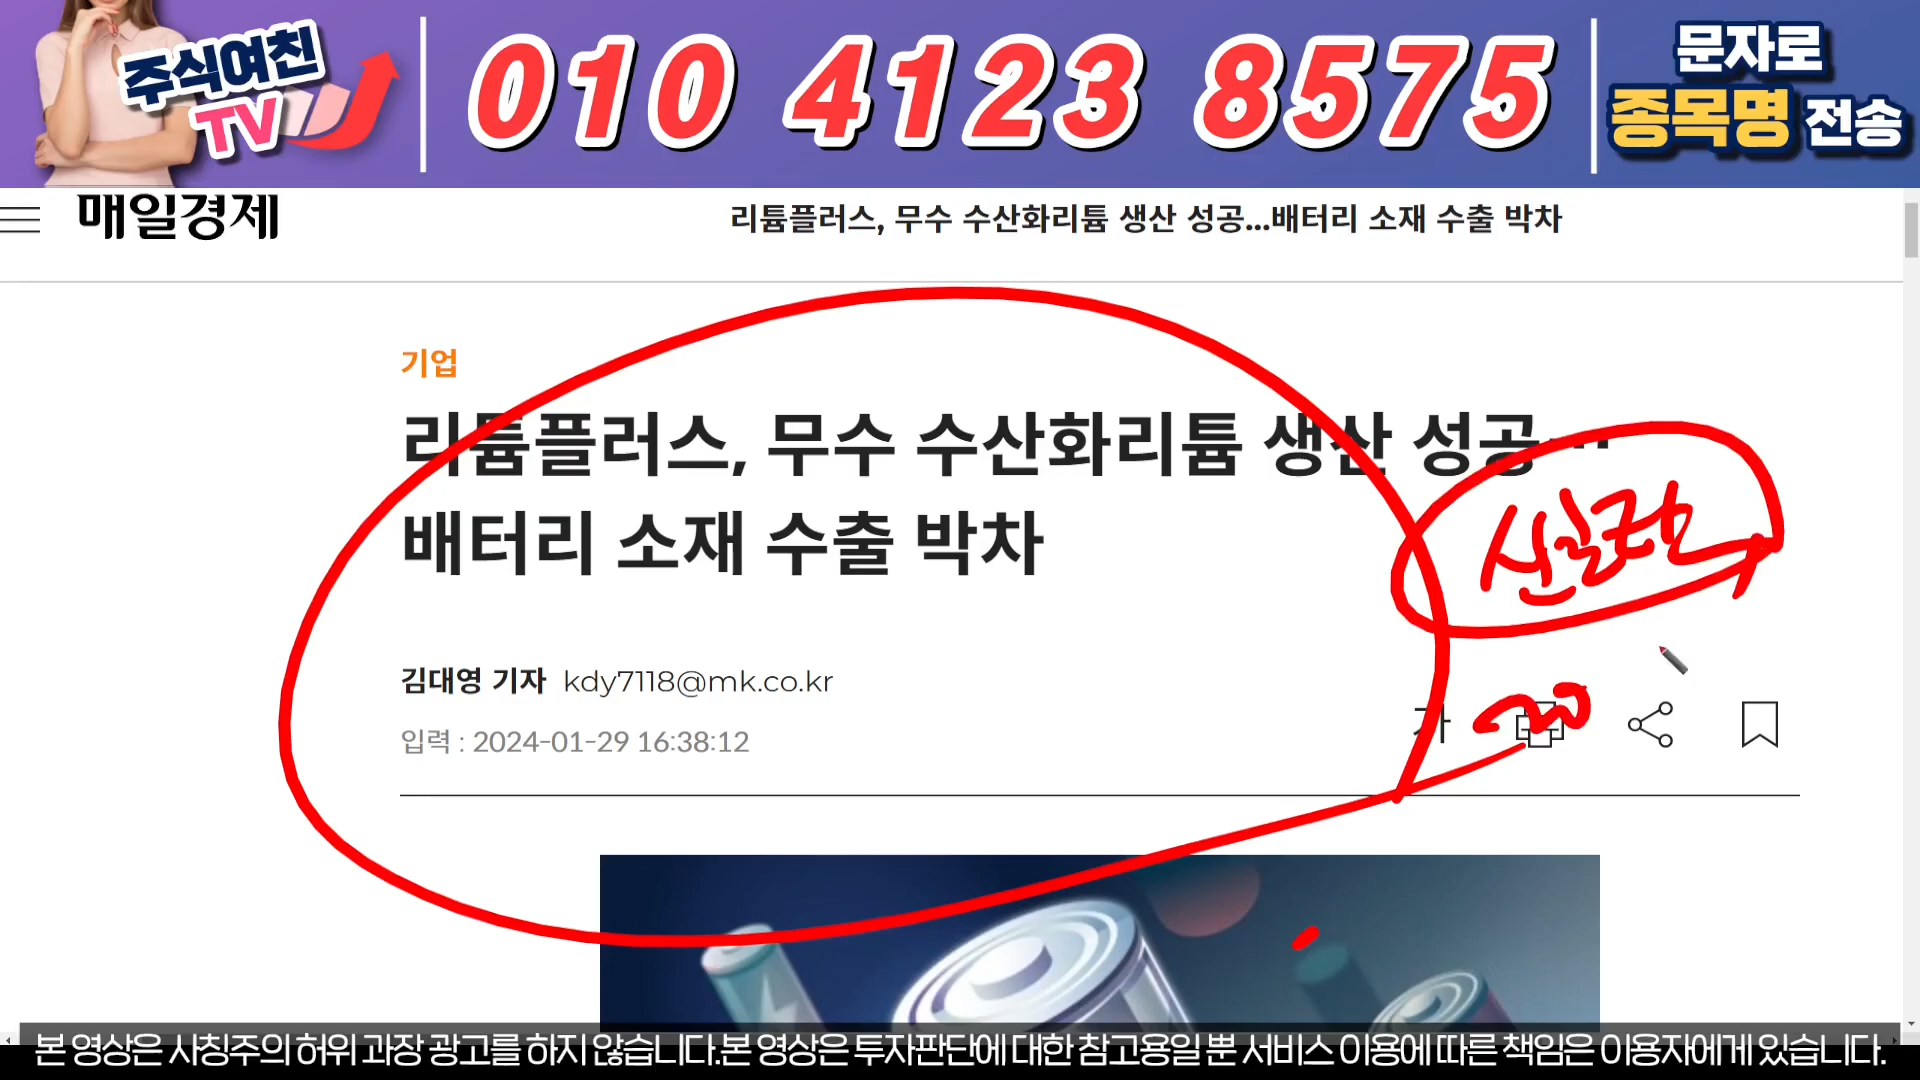 주식여친
TV
010 4123 8575
문자로
종목명 전송
매일경제
리튬플러스, 무수 수산화리튬 생산 성공...배터리 소재 수출 박차
기업
리튬플러스, 무수 수산화리튬 생산 성공…
배터리 소재 수출 박차
김대영 기자 kdy7118@mk.co.kr
입력 : 2024-01-29 16:38:12
가
본 영상은 사칭주의 허위 과장 광고를 하지 않습니다.본 영상은 투자판단에 대한 참고용일 뿐 서비스 이용에 따른 책임은 이용자에게 있습니다.